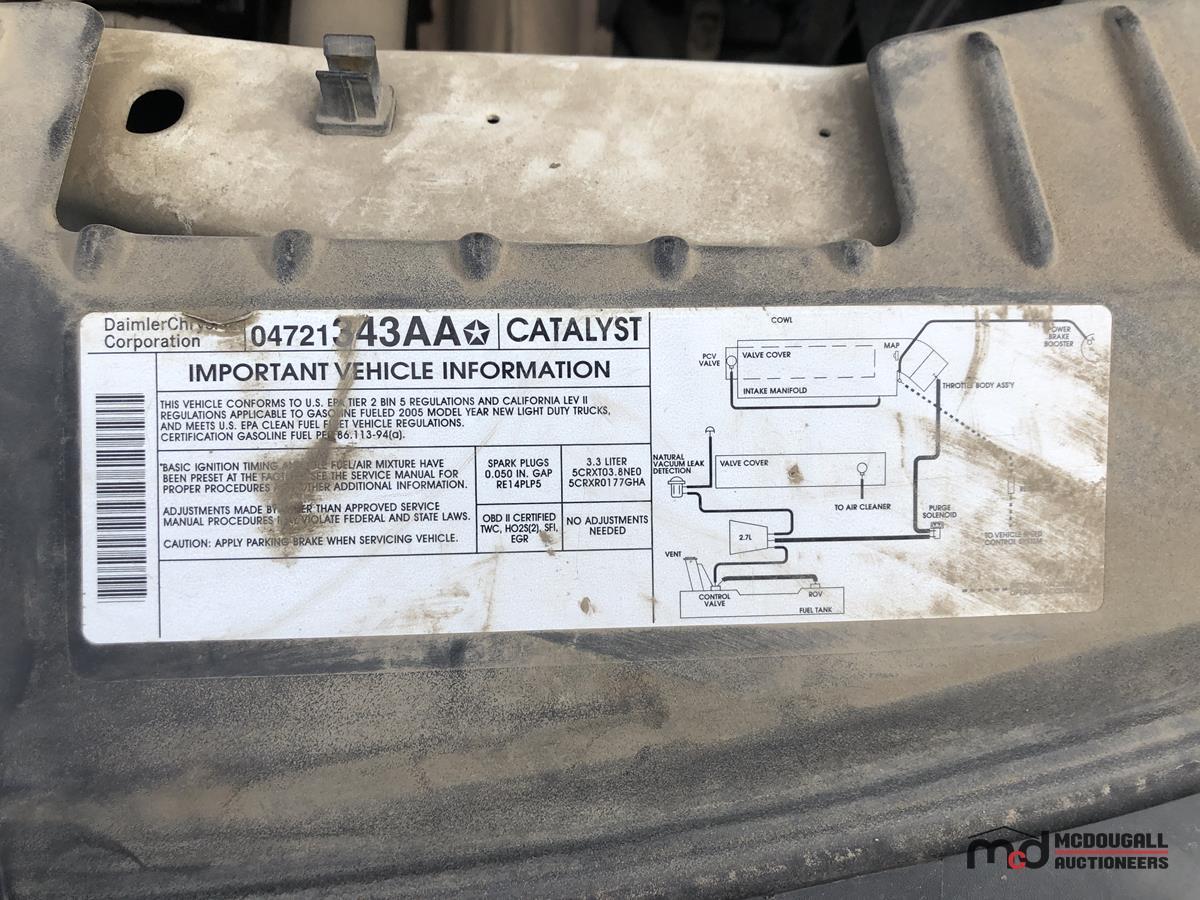 DaimlerChrysler
Corporation
04721343AA
CATALYST
IMPORTANT VEHICLE INFORMATION
THIS VEHICLE CONFORMS TO U.S. EPA TIER 2 BIN 5 REGULATIONS AND CALIFORNIA LEV II
REGULATIONS APPLICABLE TO GASOLINE FUELED 2005 MODEL YEAR NEW LIGHT DUTY TRUCKS,
AND MEETS U.S. EPA CLEAN FUEL FLEET VEHICLE REGULATIONS.
CERTIFICATION GASOLINE FUEL PER 86.113-94(a).
*BASIC IGNITION TIMING AND IDLE FUEL/AIR MIXTURE HAVE
BEEN PRESET AT THE FACTORY. SEE THE SERVICE MANUAL FOR
PROPER PROCEDURES AND OTHER ADDITIONAL INFORMATION.
ADJUSTMENTS MADE BY OTHER THAN APPROVED SERVICE
MANUAL PROCEDURES MAY VIOLATE FEDERAL AND STATE LAWS.
CAUTION: APPLY PARKING BRAKE WHEN SERVICING VEHICLE.
SPARK PLUGS
0.050 IN. GAP
RE14PLP5
3.3 LITER
5CRXT03.8NE0
5CRXR0177GHA
OBD II CERTIFIED
TWC, HO2S(2), SFI,
EGR
NO ADJUSTMENTS
NEEDED
COWL
PCV
VALVE
VALVE COVER
INTAKE MANIFOLD
MAP
POWER
BRAKE
BOOSTER
THROTTLE BODY ASS'Y
NATURAL
VACUUM LEAK
DETECTION
VALVE COVER
TO AIR CLEANER
PURGE
SOLENOID
2.7L
TO VEHICLE SPEED
CONTROL SYSTEM
VENT
CONTROL
VALVE
ROV
FUEL TANK
mcd MCDOUGALL
AUCTIONEERS